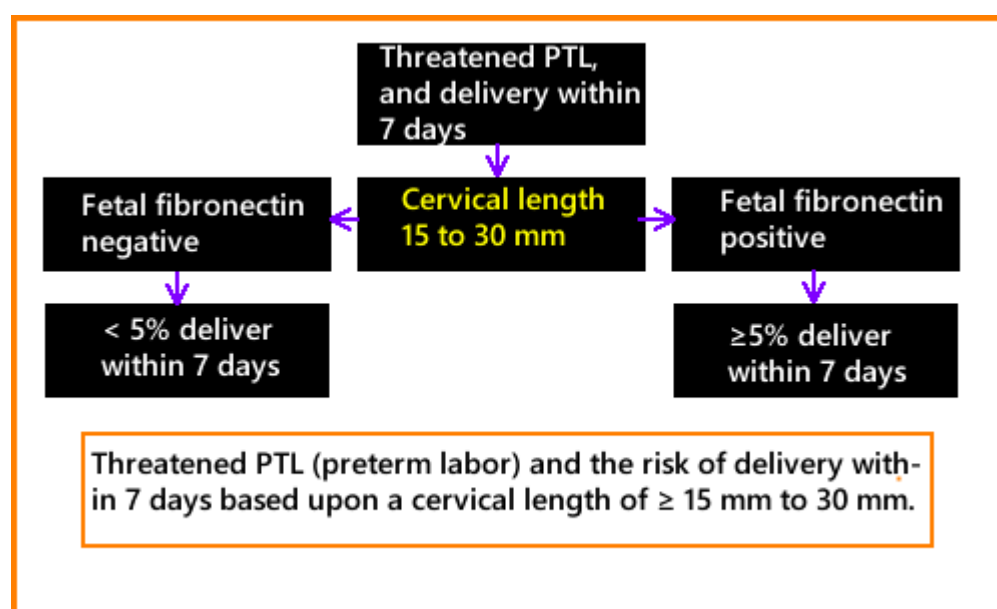 Threatened PTL,
and delivery within
7 days
Fetal fibronectin
negative
Cervical length
15 to 30 mm
Fetal fibronectin
positive
< 5% deliver
within 7 days
≥5% deliver
within 7 days
Threatened PTL (preterm labor) and the risk of delivery with-
in 7 days based upon a cervical length of ≥ 15 mm to 30 mm.